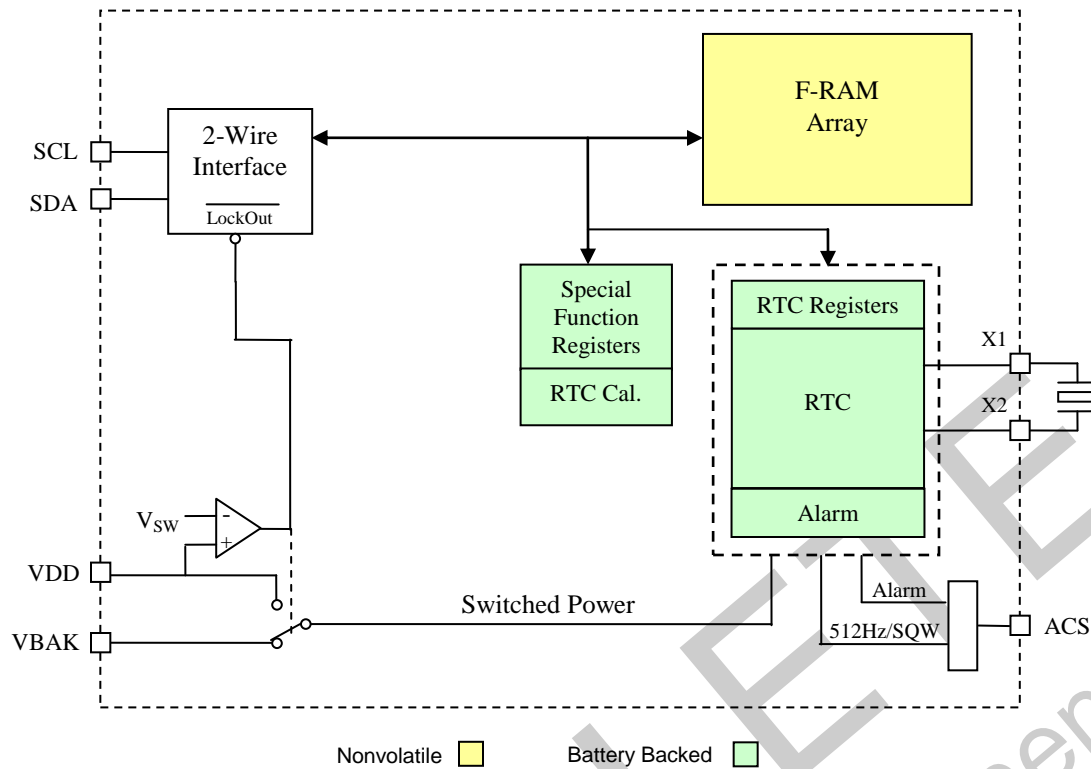 F-RAM
Array
2-Wire
Interface
LockOut
SCL
SDA
Special
Function
Registers
RTC Cal.
RTC Registers
RTC
Alarm
X1
X2
VSW
-
+
VDD
VBAK
Switched Power
Alarm
512Hz/SQW
ACS
Nonvolatile
Battery Backed